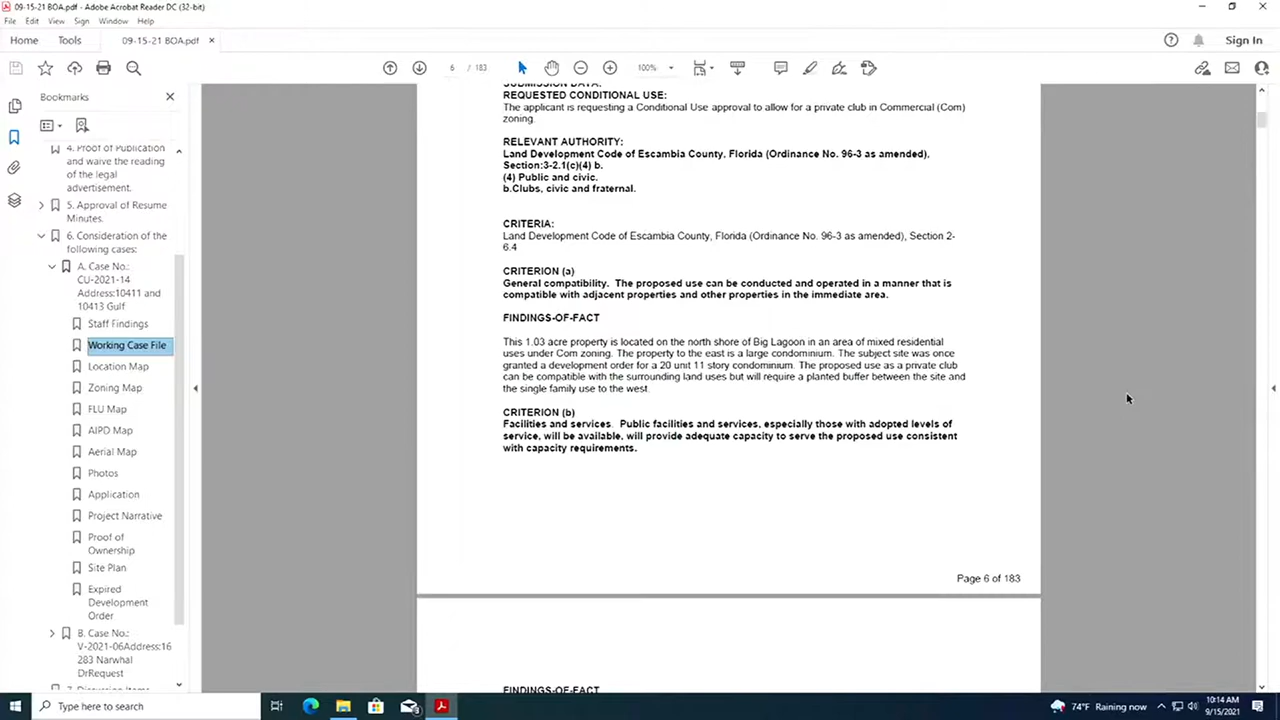 09-15-21 BOA.pdf - Adobe Acrobat Reader DC (32-bit)
File Edit View Sign Window Help
Home Tools 09-15-21 BOA.pdf × Sign In
6 / 183 100%
Bookmarks
4. Proof of Publication
and waive the reading
of the legal
advertisement.
5. Approval of Resume
Minutes.
6. Consideration of the
following cases:
A. Case No.:
CU-2021-14
Address:10411 and
10413 Gulf
Staff Findings
Working Case File
Location Map
Zoning Map
FLU Map
AIPD Map
Aerial Map
Photos
Application
Project Narrative
Proof of
Ownership
Site Plan
Expired
Development
Order
B. Case No.:
V-2021-06Address:16
283 Narwhal
DrRequest
7. Discussion Items
SUBMISSION DATA:
REQUESTED CONDITIONAL USE:
The applicant is requesting a Conditional Use approval to allow for a private club in Commercial (Com)
zoning.
RELEVANT AUTHORITY:
Land Development Code of Escambia County, Florida (Ordinance No. 96-3 as amended),
Section:3-2.1(c)(4) b.
(4) Public and civic.
b.Clubs, civic and fraternal.
CRITERIA:
Land Development Code of Escambia County, Florida (Ordinance No. 96-3 as amended), Section 2-
6.4
CRITERION (a)
General compatibility. The proposed use can be conducted and operated in a manner that is
compatible with adjacent properties and other properties in the immediate area.
FINDINGS-OF-FACT
This 1.03 acre property is located on the north shore of Big Lagoon in an area of mixed residential
uses under Com zoning. The property to the east is a large condominium. The subject site was once
granted a development order for a 20 unit 11 story condominium. The proposed use as a private club
can be compatible with the surrounding land uses but will require a planted buffer between the site and
the single family use to the west.
CRITERION (b)
Facilities and services. Public facilities and services, especially those with adopted levels of
service, will be available, will provide adequate capacity to serve the proposed use consistent
with capacity requirements.
Page 6 of 183
FINDINGS-OF-FACT
Type here to search
74°F Raining now
10:14 AM
9/15/2021